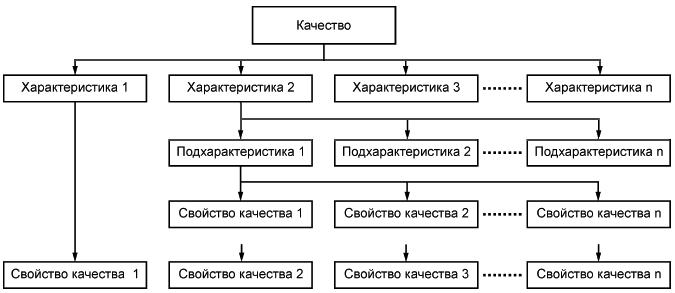 Качество
Характеристика 1
Характеристика 2
Характеристика 3
Характеристика n
Подхарактеристика 1
Подхарактеристика 2
Подхарактеристика n
Свойство качества 1
Свойство качества 2
Свойство качества n
Свойство качества 1
Свойство качества 2
Свойство качества 3
Свойство качества n